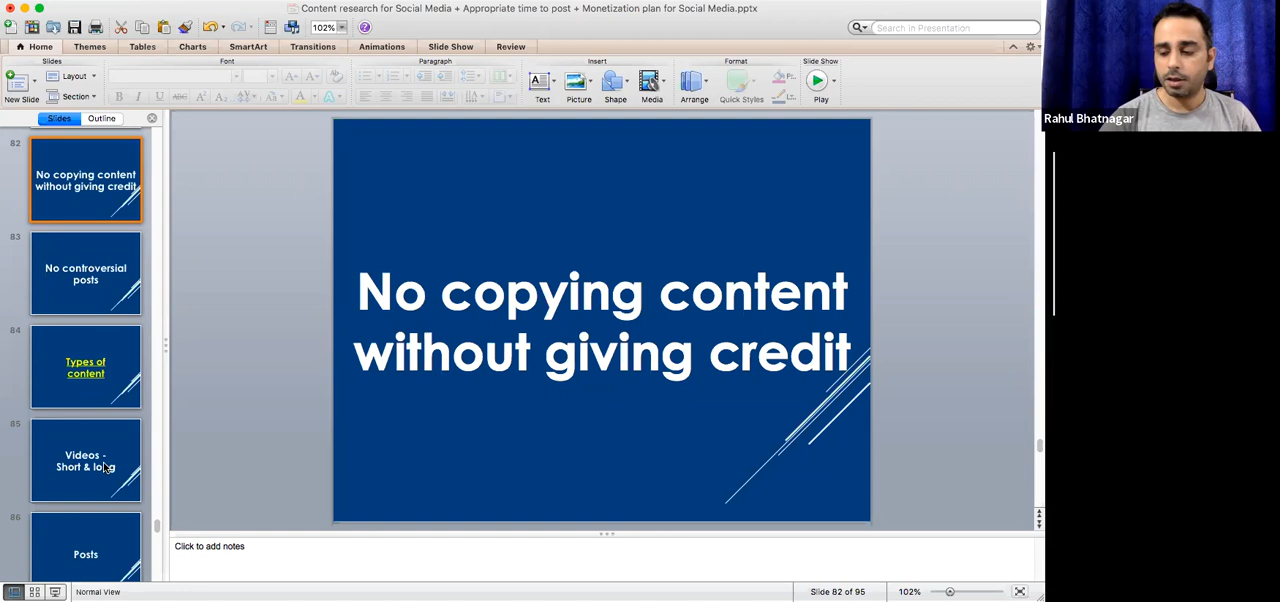 Content research for Social Media + Appropriate time to post + Monetization plan for Social Media.pptx
102%
Search in Presentation
Home Themes Tables Charts SmartArt Transitions Animations Slide Show Review
Slides Font Paragraph Insert Format Slide Show
Layout
Section
New Slide
Text Picture Shape Media Arrange Quick Styles Play
Slides Outline
82
No copying content
without giving credit
83
No controversial
posts
84
Types of
content
85
Videos -
Short & long
86
Posts
No copying content
without giving credit
Click to add notes
Normal View
Slide 82 of 95
102%
Rahul Bhatnagar